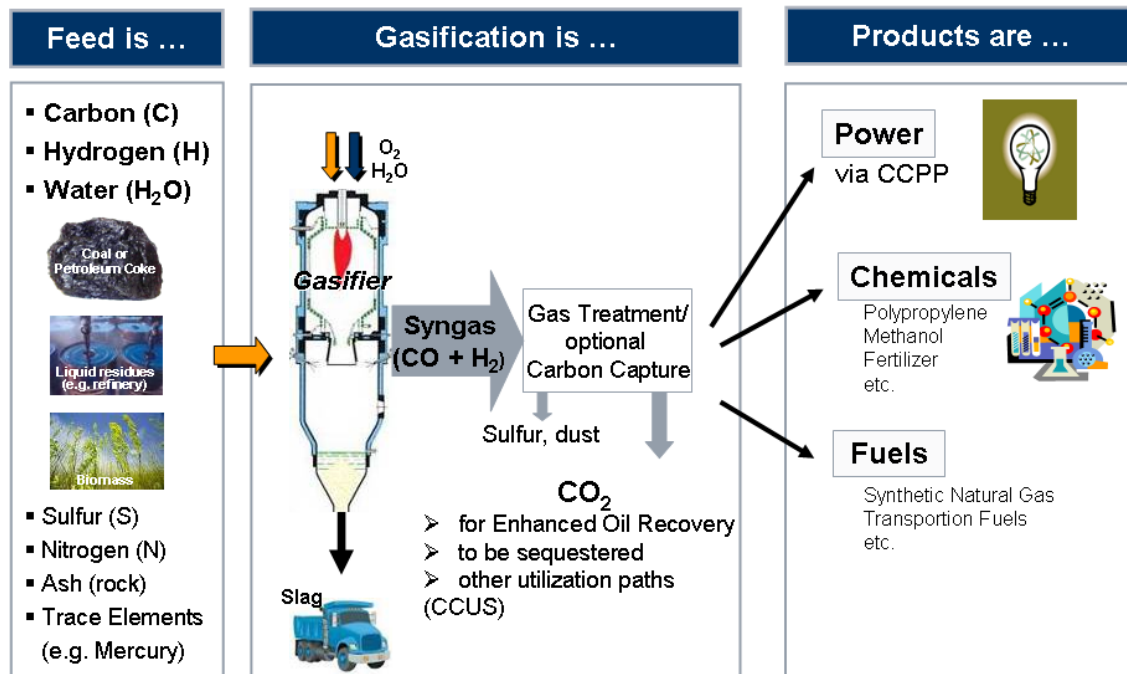 Feed is …
▪ Carbon (C)
▪ Hydrogen (H)
▪ Water (H₂O)
Coal or
Petroleum Coke
Liquid residues
(e.g. refinery)
Biomass
▪ Sulfur (S)
▪ Nitrogen (N)
▪ Ash (rock)
▪ Trace Elements
(e.g. Mercury)
Gasification is …
O₂
H₂O
Gasifier
Syngas
(CO + H₂)
Gas Treatment/
optional
Carbon Capture
Sulfur, dust
CO₂
➢ for Enhanced Oil Recovery
➢ to be sequestered
➢ other utilization paths
(CCUS)
Slag
Products are …
Power
via CCPP
Chemicals
Polypropylene
Methanol
Fertilizer
etc.
Fuels
Synthetic Natural Gas
Transportion Fuels
etc.